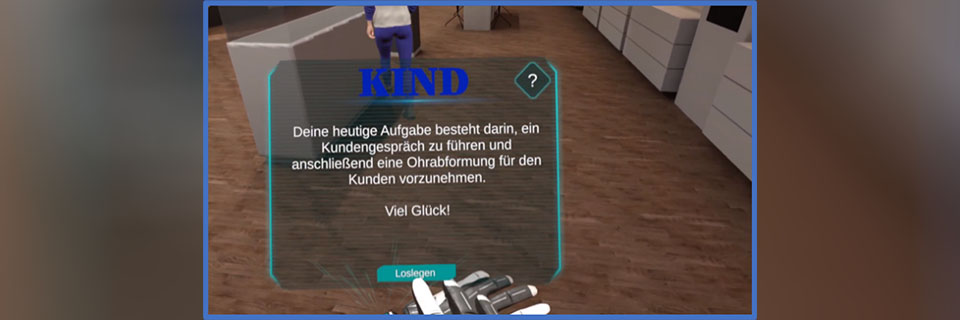 KIND
?
Deine heutige Aufgabe besteht darin, ein
Kundengespräch zu führen und
anschließend eine Ohrabformung für den
Kunden vorzunehmen.
Viel Glück!
Loslegen